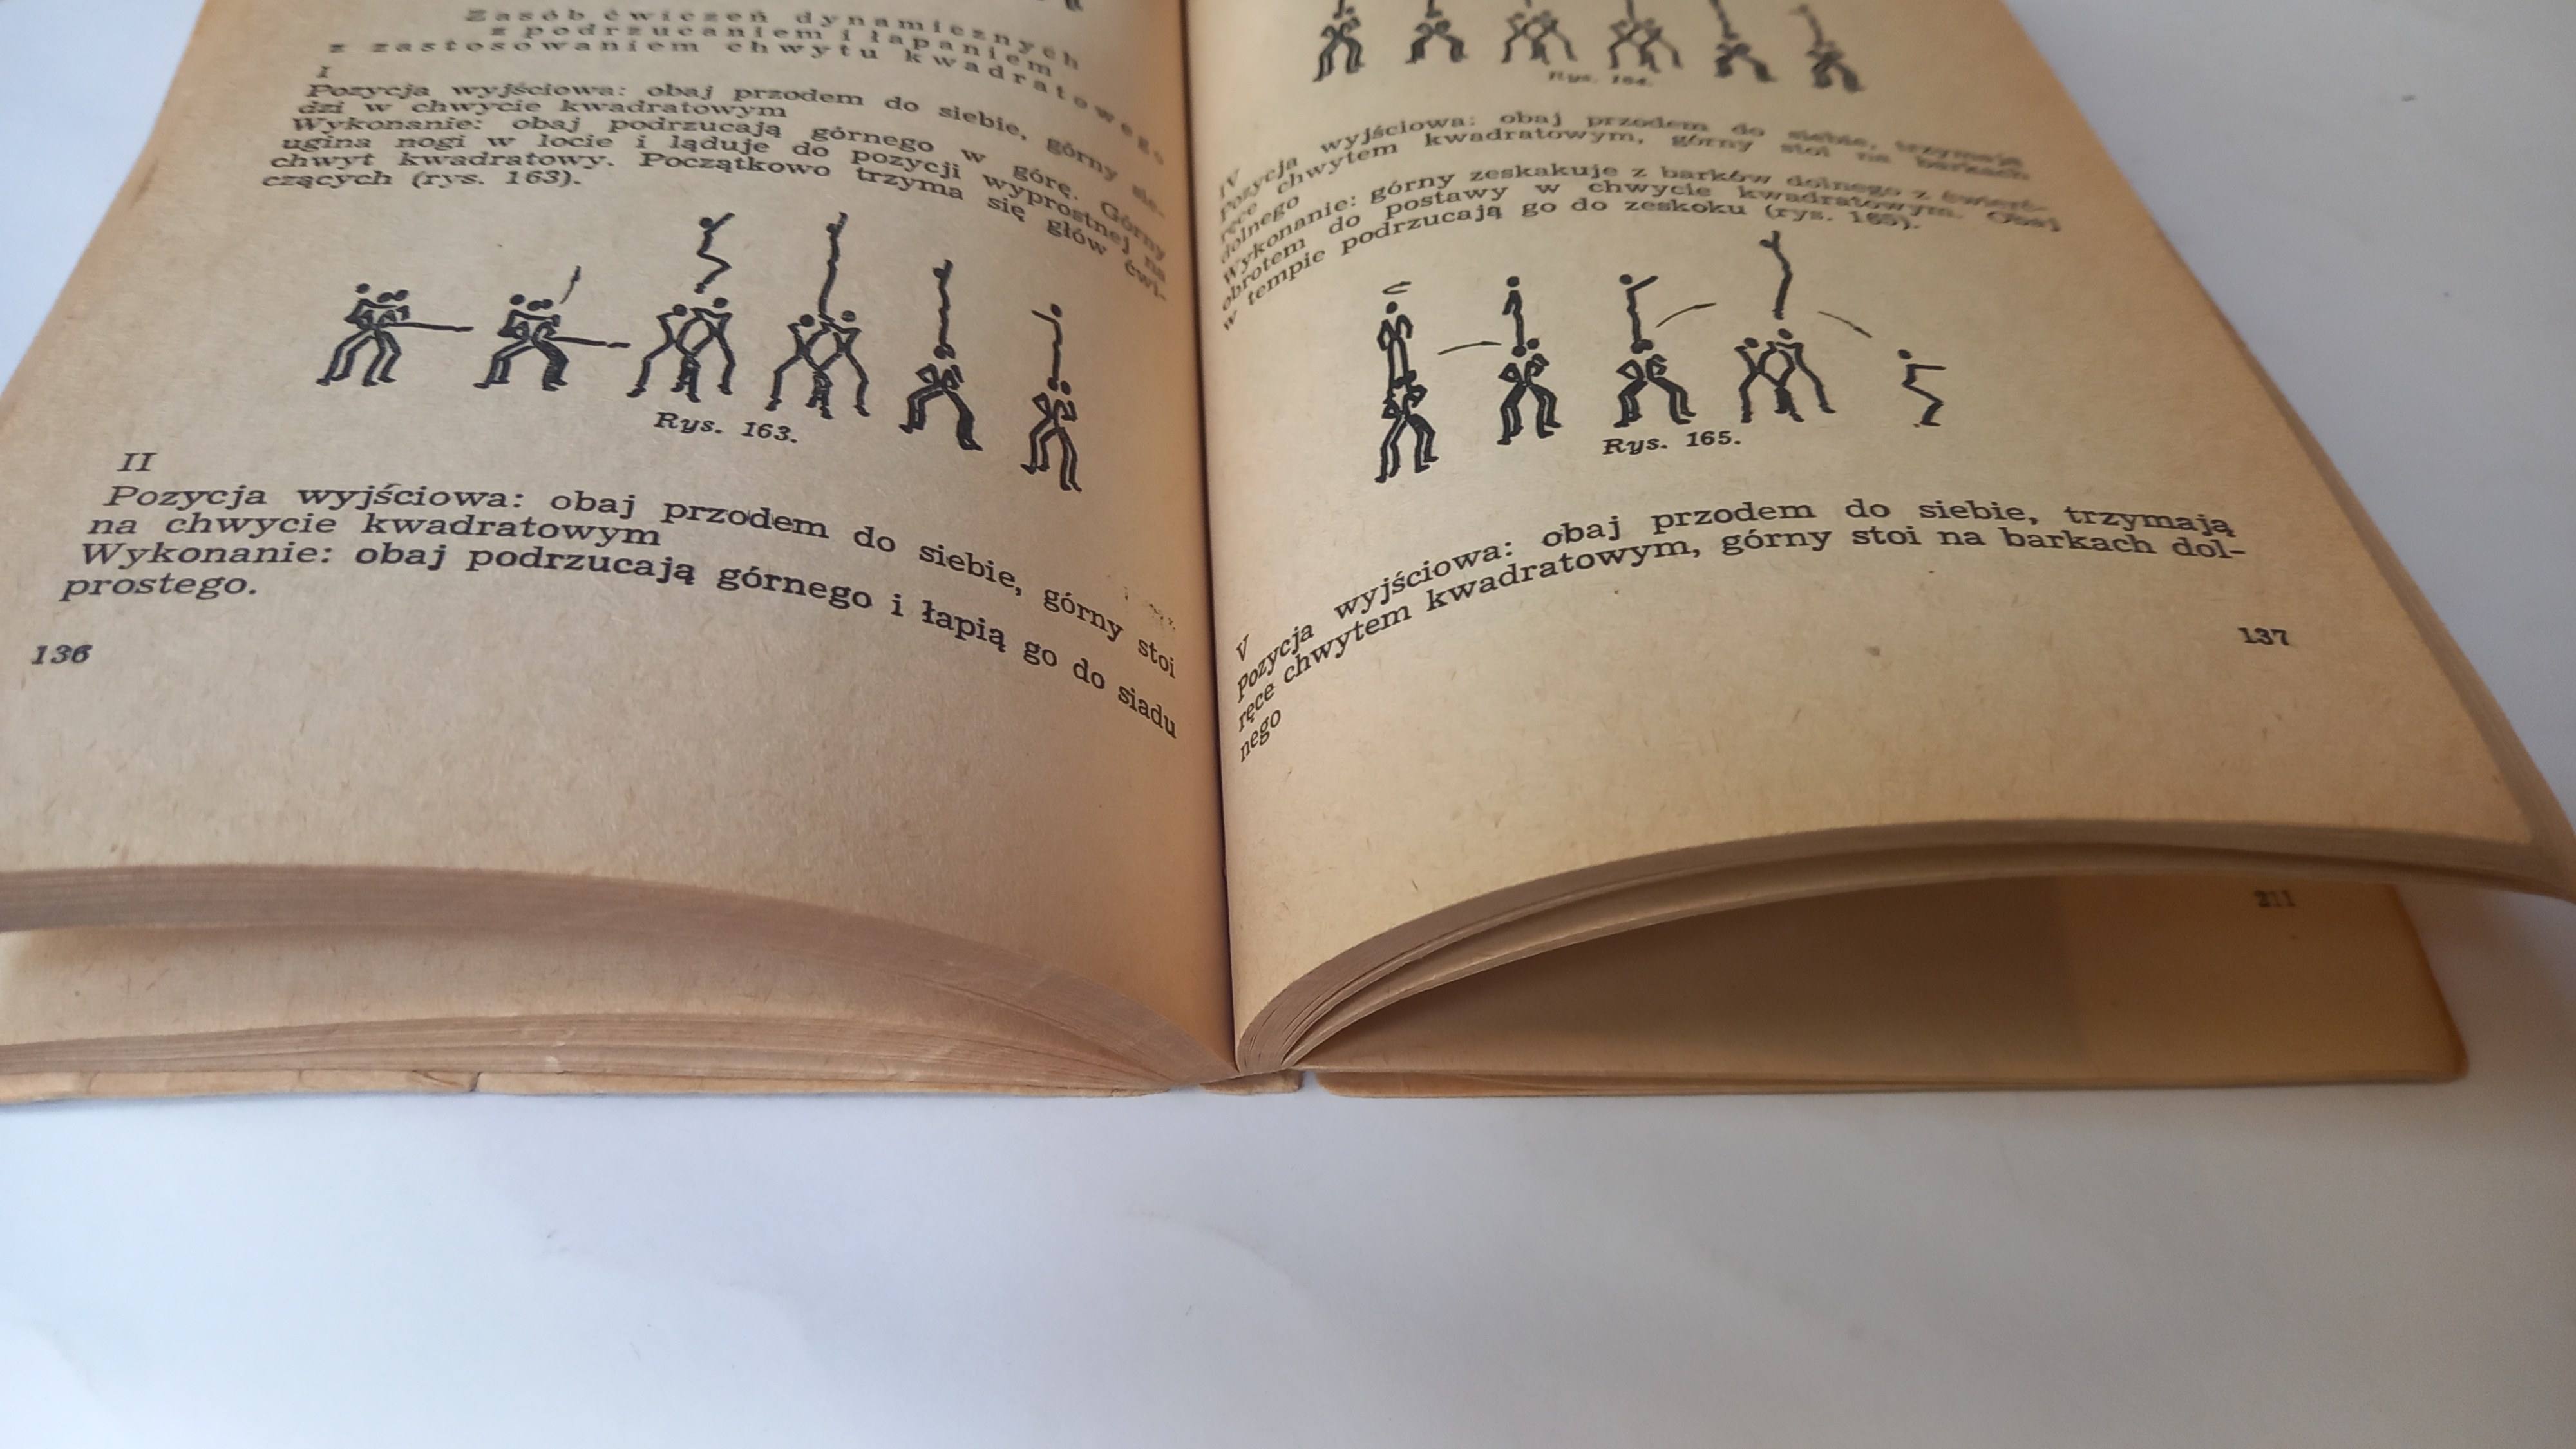 Zasób ćwiczeń dynamicznych
z podrzucaniem i łapaniem
z zastosowaniem chwytu kwadratowego
I
Pozycja wyjściowa: obaj przodem do siebie, górny sie-
dzi w chwycie kwadratowym
Wykonanie: obaj podrzucają górnego w górę. Górny
ugina nogi w locie i ląduje do pozycji wyprostnej na
chwyt kwadratowy. Początkowo trzyma się głów ćwi-
czących (rys. 163).
Rys. 163.
II
Pozycja wyjściowa: obaj przodem do siebie, górny stoi
na chwycie kwadratowym
Wykonanie: obaj podrzucają górnego i łapią go do siadu
prostego.
136
Rys. 164.
IV
Pozycja wyjściowa: obaj przodem do siebie, trzymają
ręce chwytem kwadratowym, górny stoi na barkach
dolnego
Wykonanie: górny zeskakuje z barków dolnego z ćwierć-
obrotem do postawy w chwycie kwadratowym. Obaj
w tempie podrzucają go do zeskoku (rys. 165).
Rys. 165.
V
Pozycja wyjściowa: obaj przodem do siebie, trzymają
ręce chwytem kwadratowym, górny stoi na barkach dol-
nego
137
211